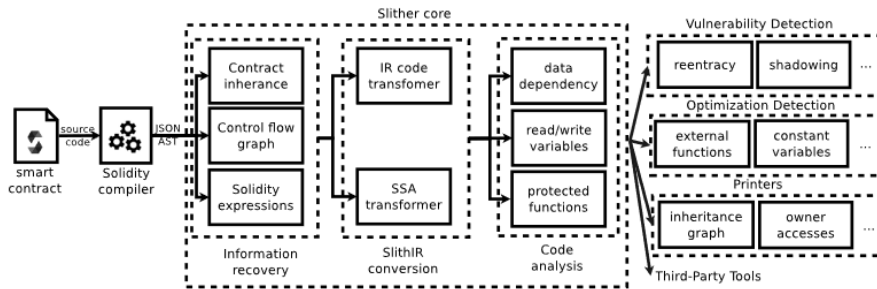 Slither core
Vulnerability Detection
reentracy
shadowing
...
Optimization Detection
external
functions
constant
variables
...
Printers
inheritance
graph
owner
accesses
...
Third-Party Tools
smart
contract
source
code
Solidity
compiler
JSON
AST
Contract
inherance
Control flow
graph
Solidity
expressions
Information
recovery
IR code
transfomer
SSA
transformer
SlithIR
conversion
data
dependency
read/write
variables
protected
functions
Code
analysis